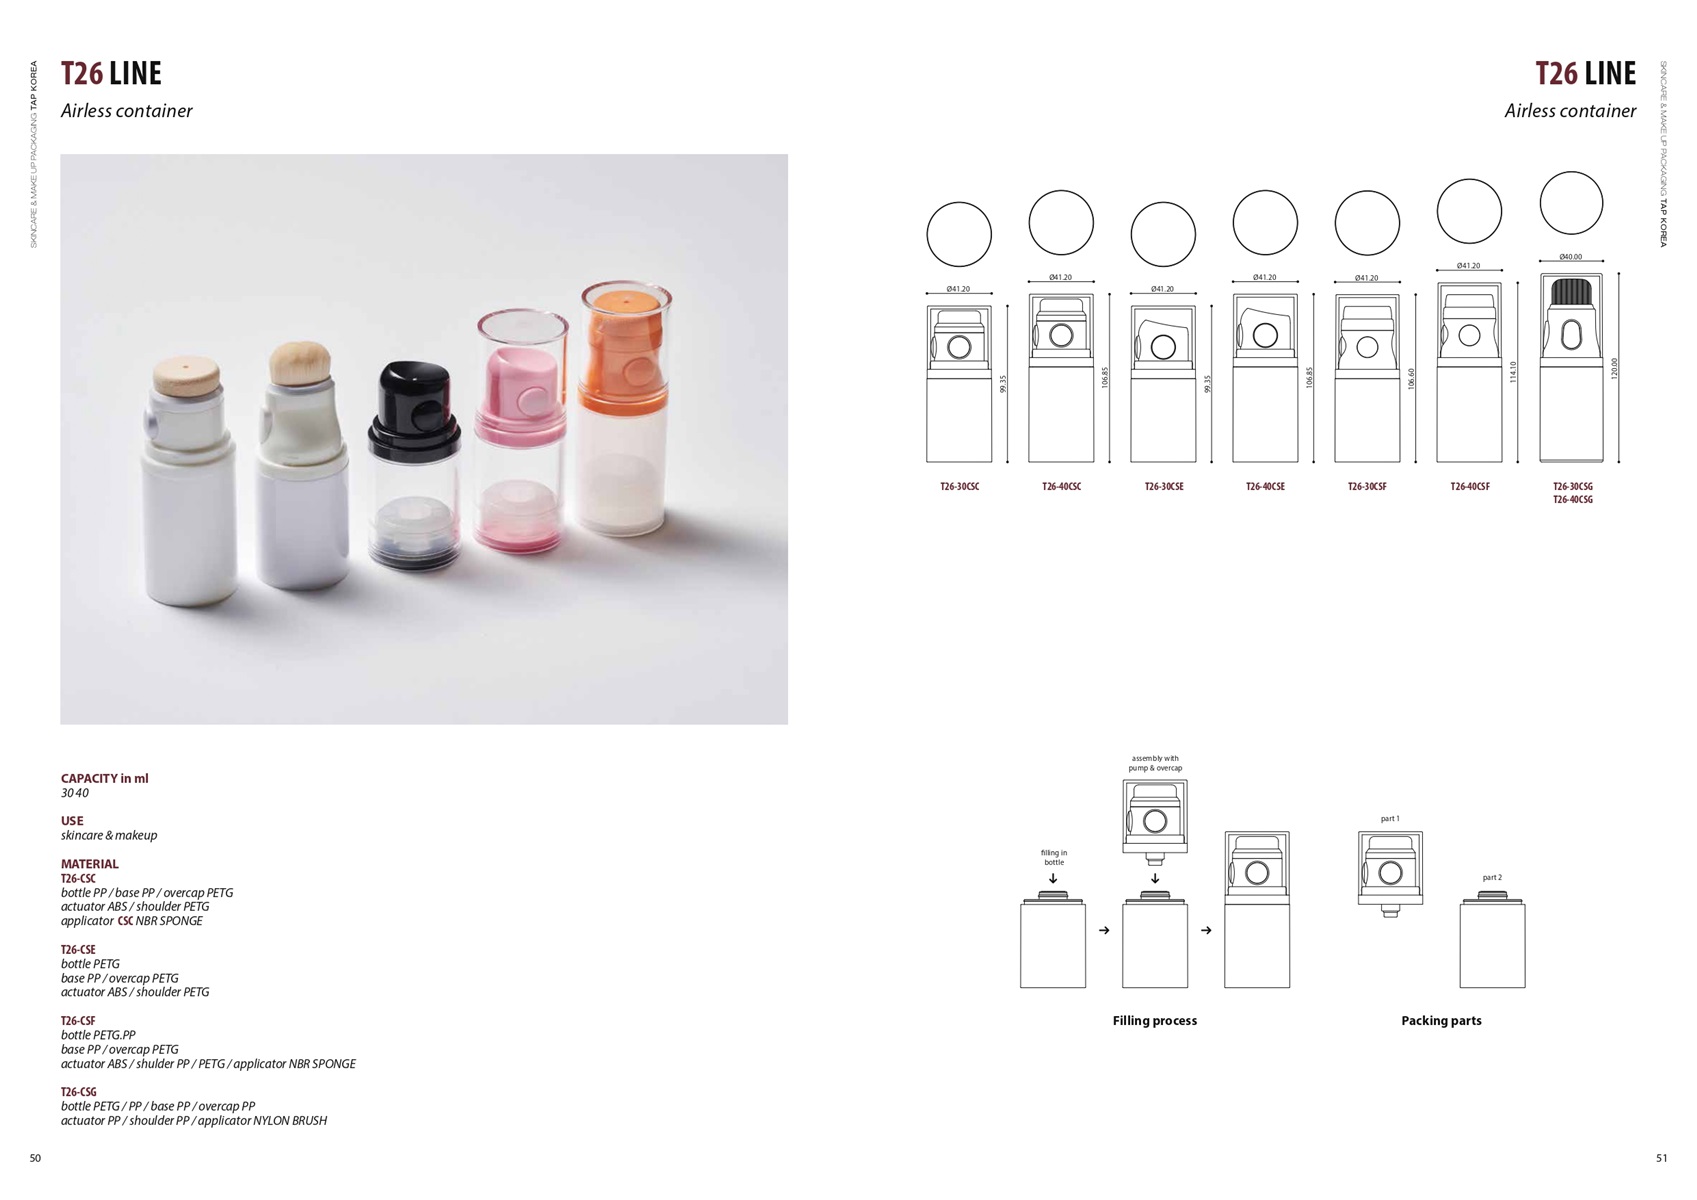 T26 LINE
Airless container
SKINCARE & MAKE UP PACKAGING TAP KOREA
CAPACITY in ml
30 40
USE
skincare & makeup
MATERIAL
T26-CSC
bottle PP / base PP / overcap PETG
actuator ABS / shoulder PETG
applicator CSC NBR SPONGE
T26-CSE
bottle PETG
base PP / overcap PETG
actuator ABS / shoulder PETG
T26-CSF
bottle PETG.PP
base PP / overcap PETG
actuator ABS / shulder PP / PETG / applicator NBR SPONGE
T26-CSG
bottle PETG / PP / base PP / overcap PP
actuator PP / shoulder PP / applicator NYLON BRUSH
50
T26 LINE
Airless container
SKINCARE & MAKE UP PACKAGING TAP KOREA
Ø41.20
99.35
T26-30CSC
Ø41.20
106.85
T26-40CSC
Ø41.20
99.35
T26-30CSE
Ø41.20
106.85
T26-40CSE
Ø41.20
106.60
T26-30CSF
Ø41.20
114.10
T26-40CSF
Ø40.00
120.00
T26-30CSG
T26-40CSG
filling in
bottle
assembly with
pump & overcap
Filling process
part 1
part 2
Packing parts
51